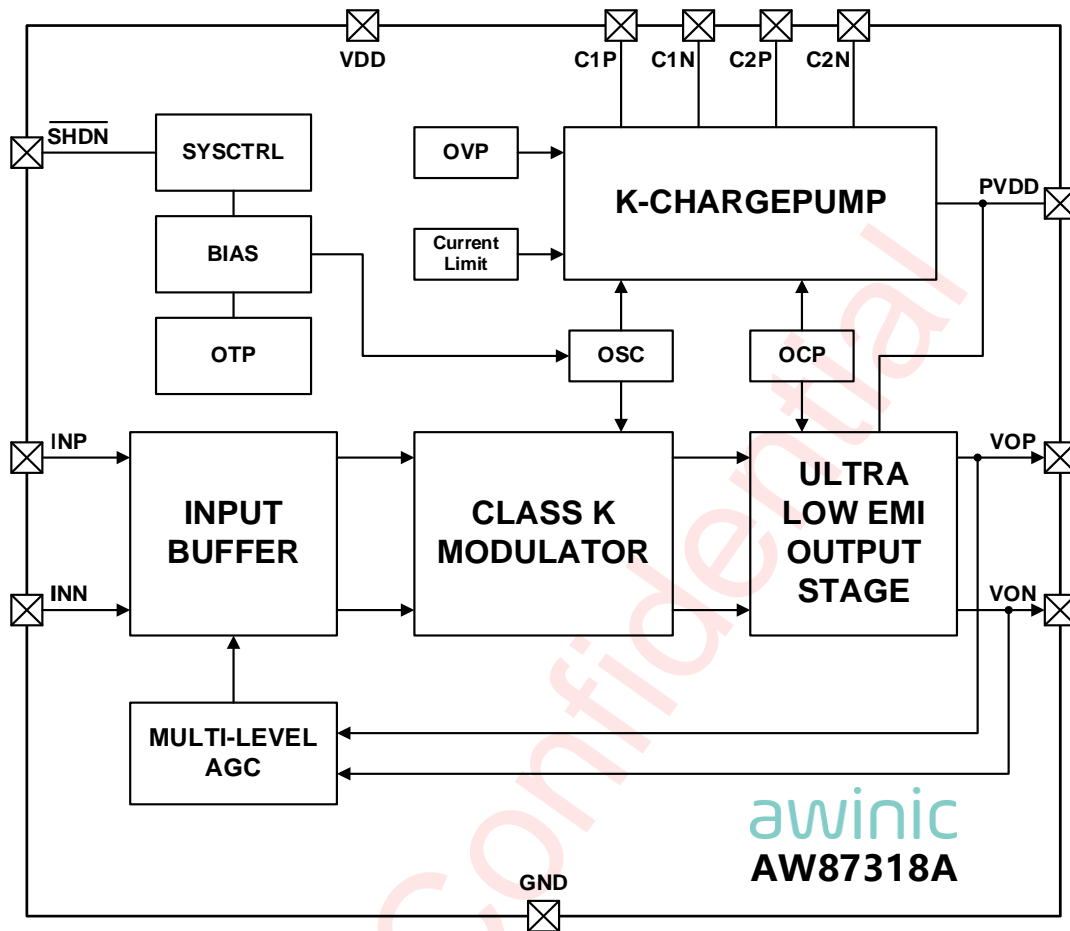 VDD
C1P
C1N
C2P
C2N
SHDN
SYSCTRL
OVP
K-CHARGEPUMP
PVDD
BIAS
Current
Limit
OTP
OSC
OCP
INP
INPUT
BUFFER
CLASS K
MODULATOR
ULTRA
LOW EMI
OUTPUT
STAGE
VOP
INN
VON
MULTI-LEVEL
AGC
awinic
AW87318A
GND
Confidential